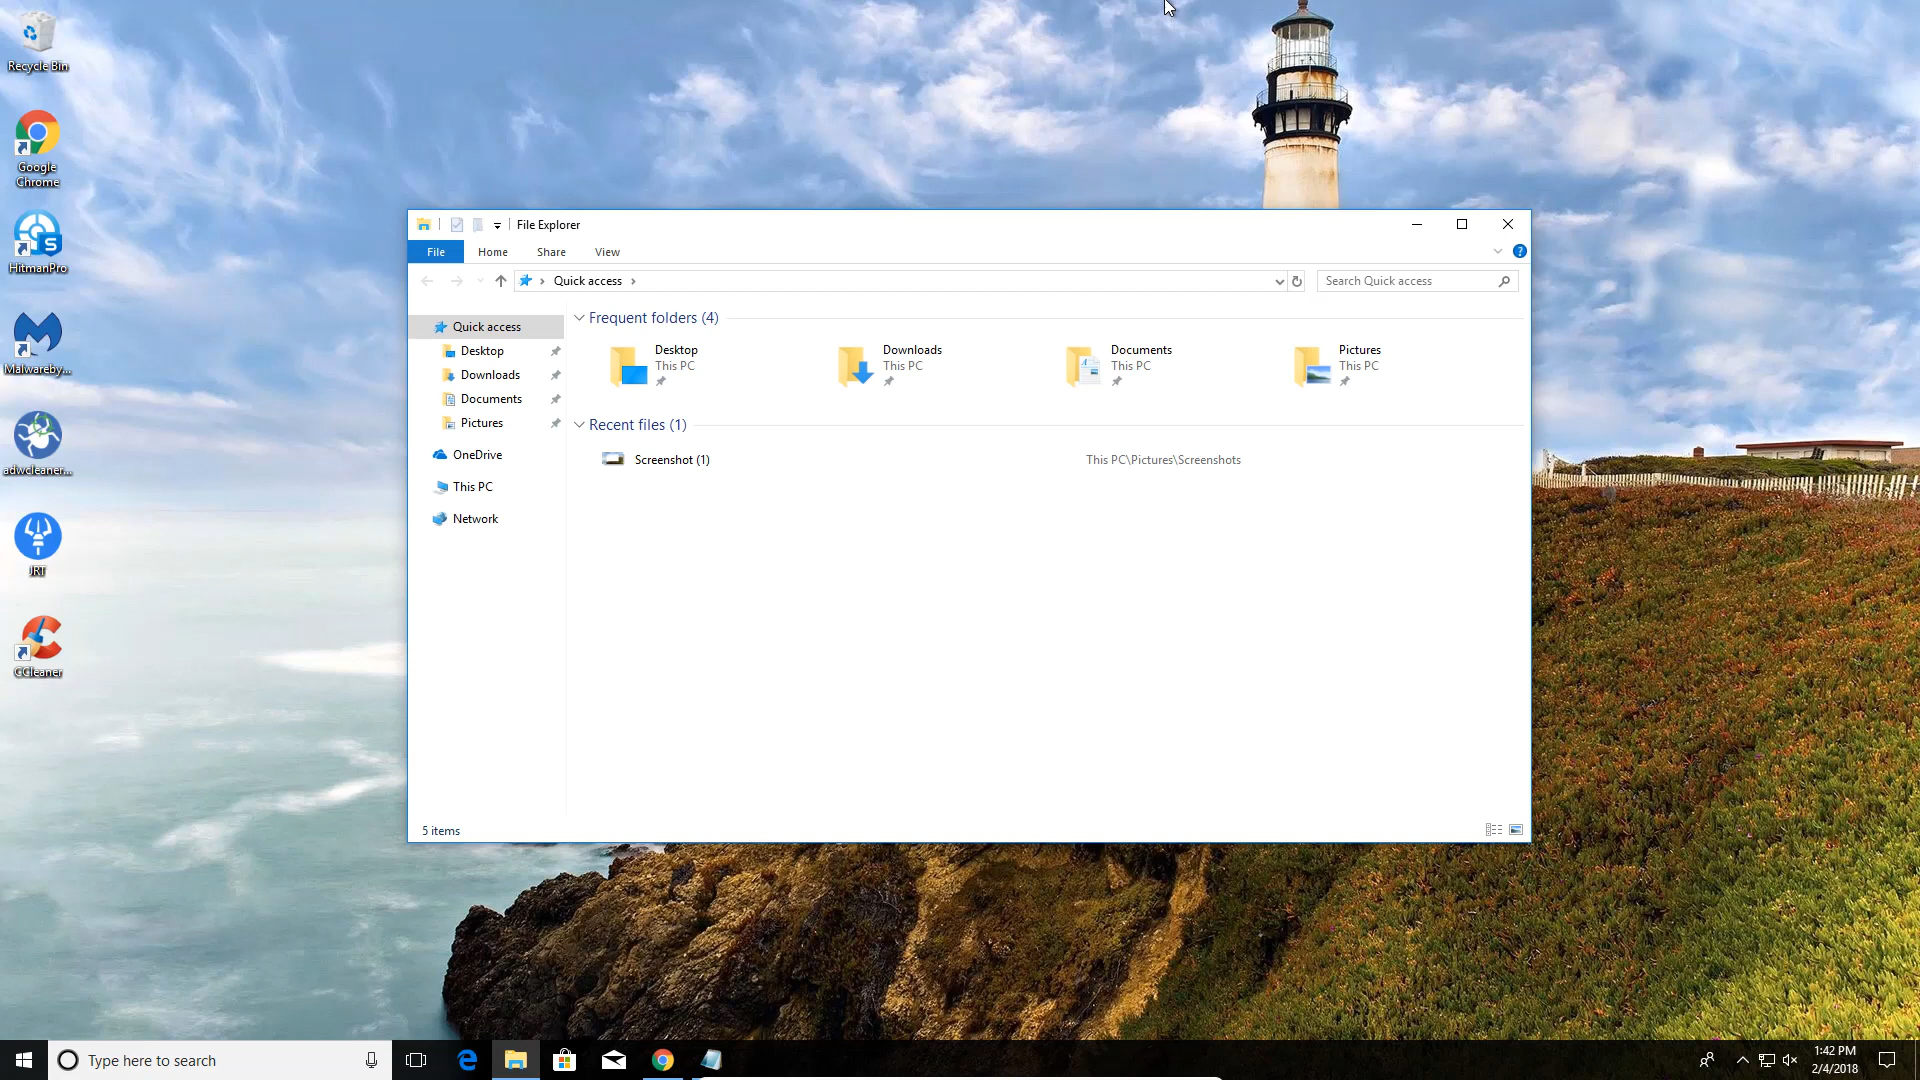 Recycle Bin
Google
Chrome
HitmanPro
Malwareby...
adwcleaner...
JRT
CCleaner
File Explorer
File
Home
Share
View
?
Quick access
Search Quick access
Quick access
Desktop
Downloads
Documents
Pictures
OneDrive
This PC
Network
Frequent folders (4)
Desktop
This PC
Downloads
This PC
Documents
This PC
Pictures
This PC
Recent files (1)
Screenshot (1)
This PC\Pictures\Screenshots
5 items
Type here to search
1:42 PM
2/4/2018